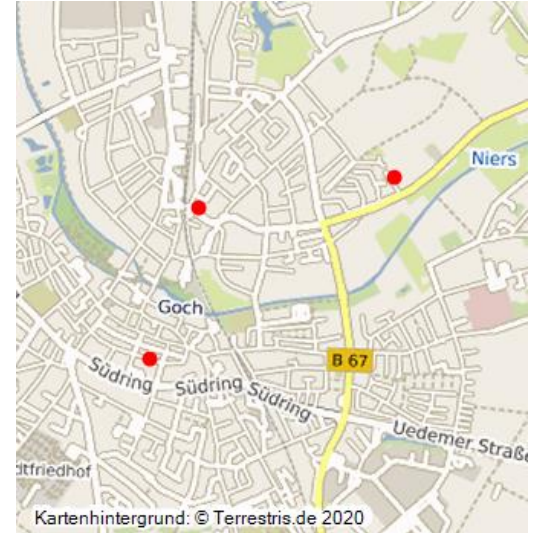 Niers
Goch
B 67
Südring
Südring
Südring
Uedemer Straße
dtfriedhof
Kartenhintergrund: © Terrestris.de 2020